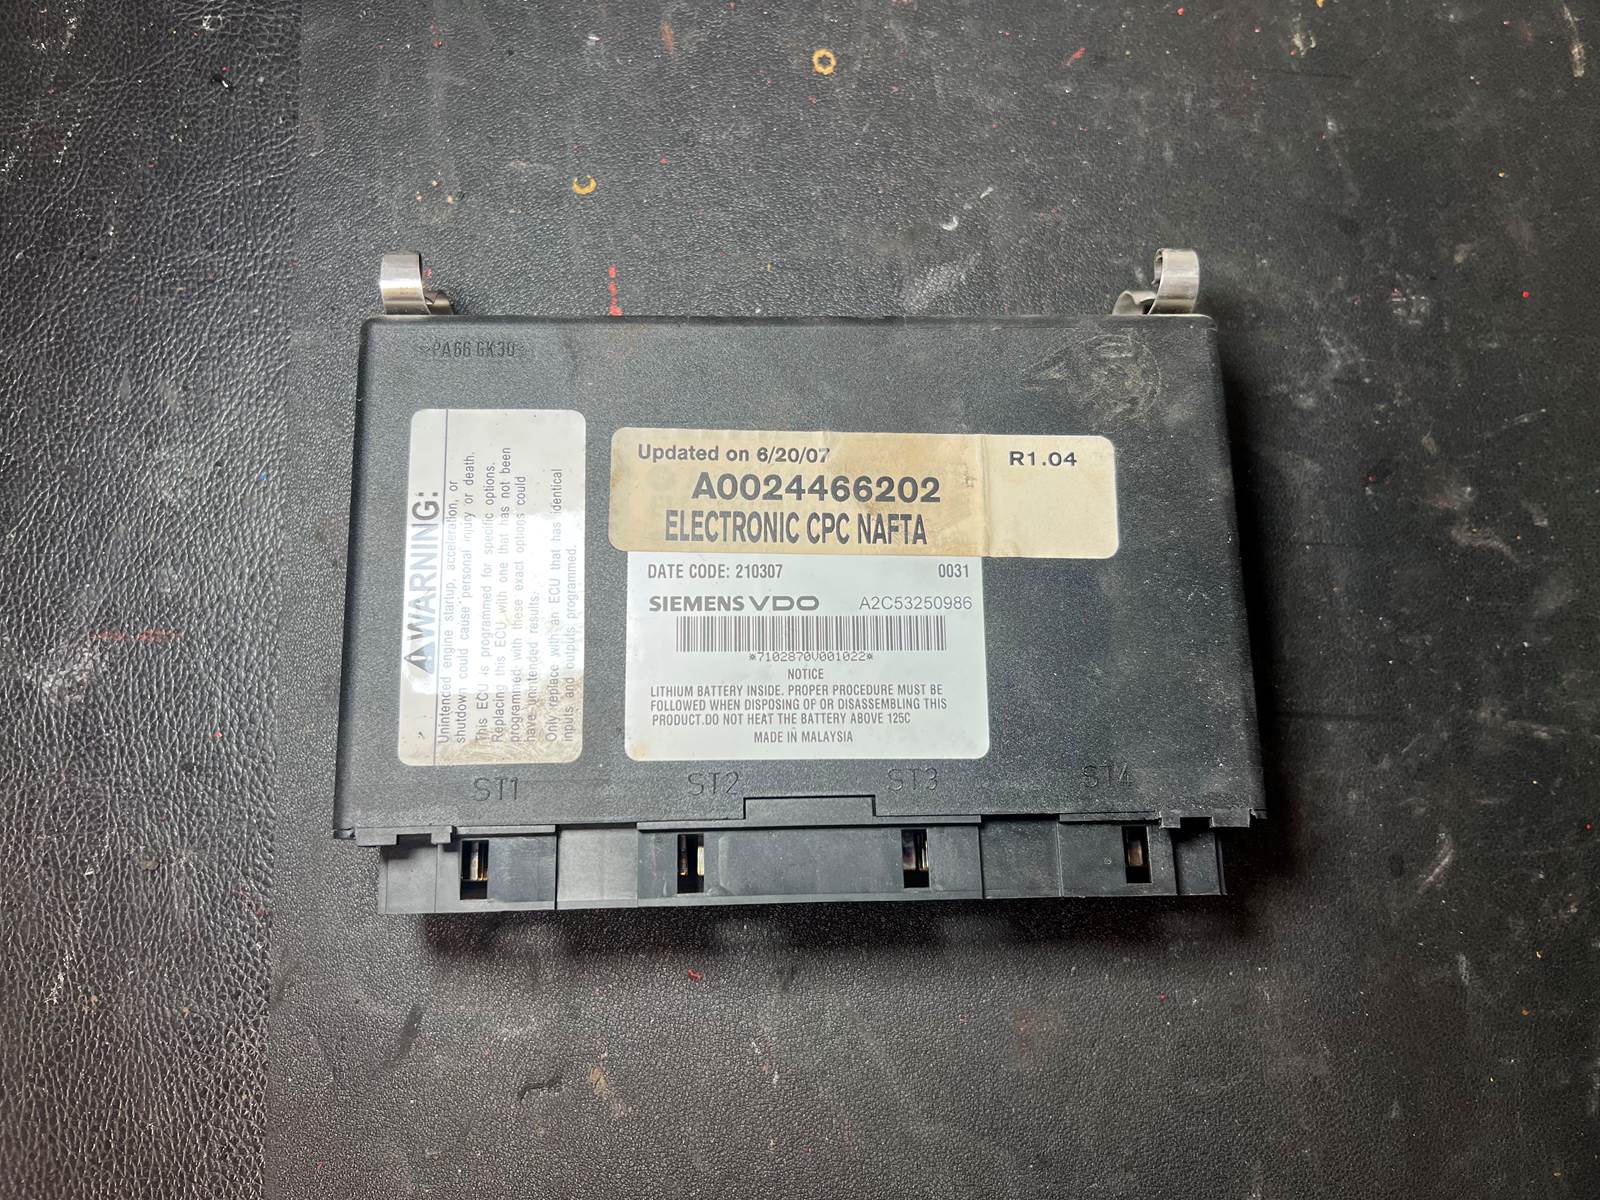 *PA66 GK30*
WARNING:
Unintended engine startup, acceleration, or
shutdown could cause personal injury or death.
This ECU is programmed for specific options.
Replacing this ECU with one that has not been
programmed with these exact options could
have unintended results.
Only replace with an ECU that has identical
inputs and outputs programmed.
Updated on 6/20/07 R1.04
A0024466202
ELECTRONIC CPC NAFTA
DATE CODE: 210307 0031
SIEMENS VDO A2C53250986
*7102870V001022*
NOTICE
LITHIUM BATTERY INSIDE. PROPER PROCEDURE MUST BE
FOLLOWED WHEN DISPOSING OF OR DISASSEMBLING THIS
PRODUCT.DO NOT HEAT THE BATTERY ABOVE 125C
MADE IN MALAYSIA
ST1 ST2 ST3 ST4